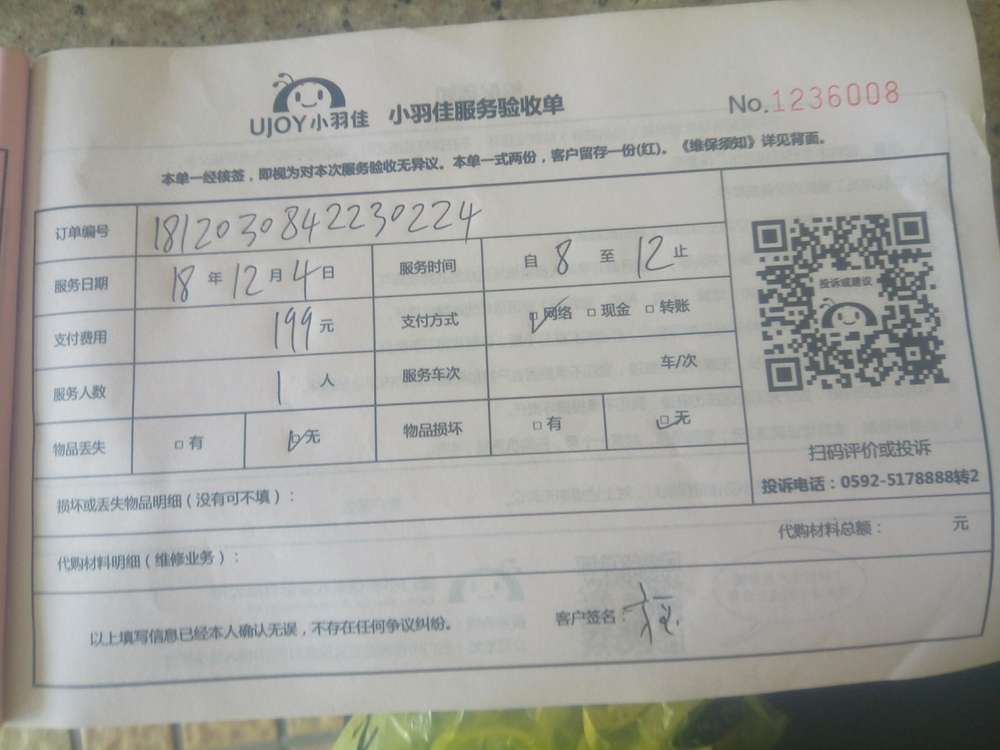 UJOY小羽佳 小羽佳服务验收单 No.1236008
本单一经核签，即视为对本次服务验收无异议。本单一式两份，客户留存一份(红)。《维保须知》详见背面。
订单编号 1812030842230224
服务日期 18 年 12 月 4 日 服务时间 自 8 至 12 止
支付费用 199 元 支付方式 □网络 □现金 □转账
服务人数 1 人 服务车次 车/次
物品丢失 □有 □无 物品损坏 □有 □无
投诉或建议
扫码评价或投诉
投诉电话：0592-5178888转2
损坏或丢失物品明细（没有可不填）：
代购材料明细（维修业务）： 代购材料总额： 元
以上填写信息已经本人确认无误，不存在任何争议纠纷。 客户签名：